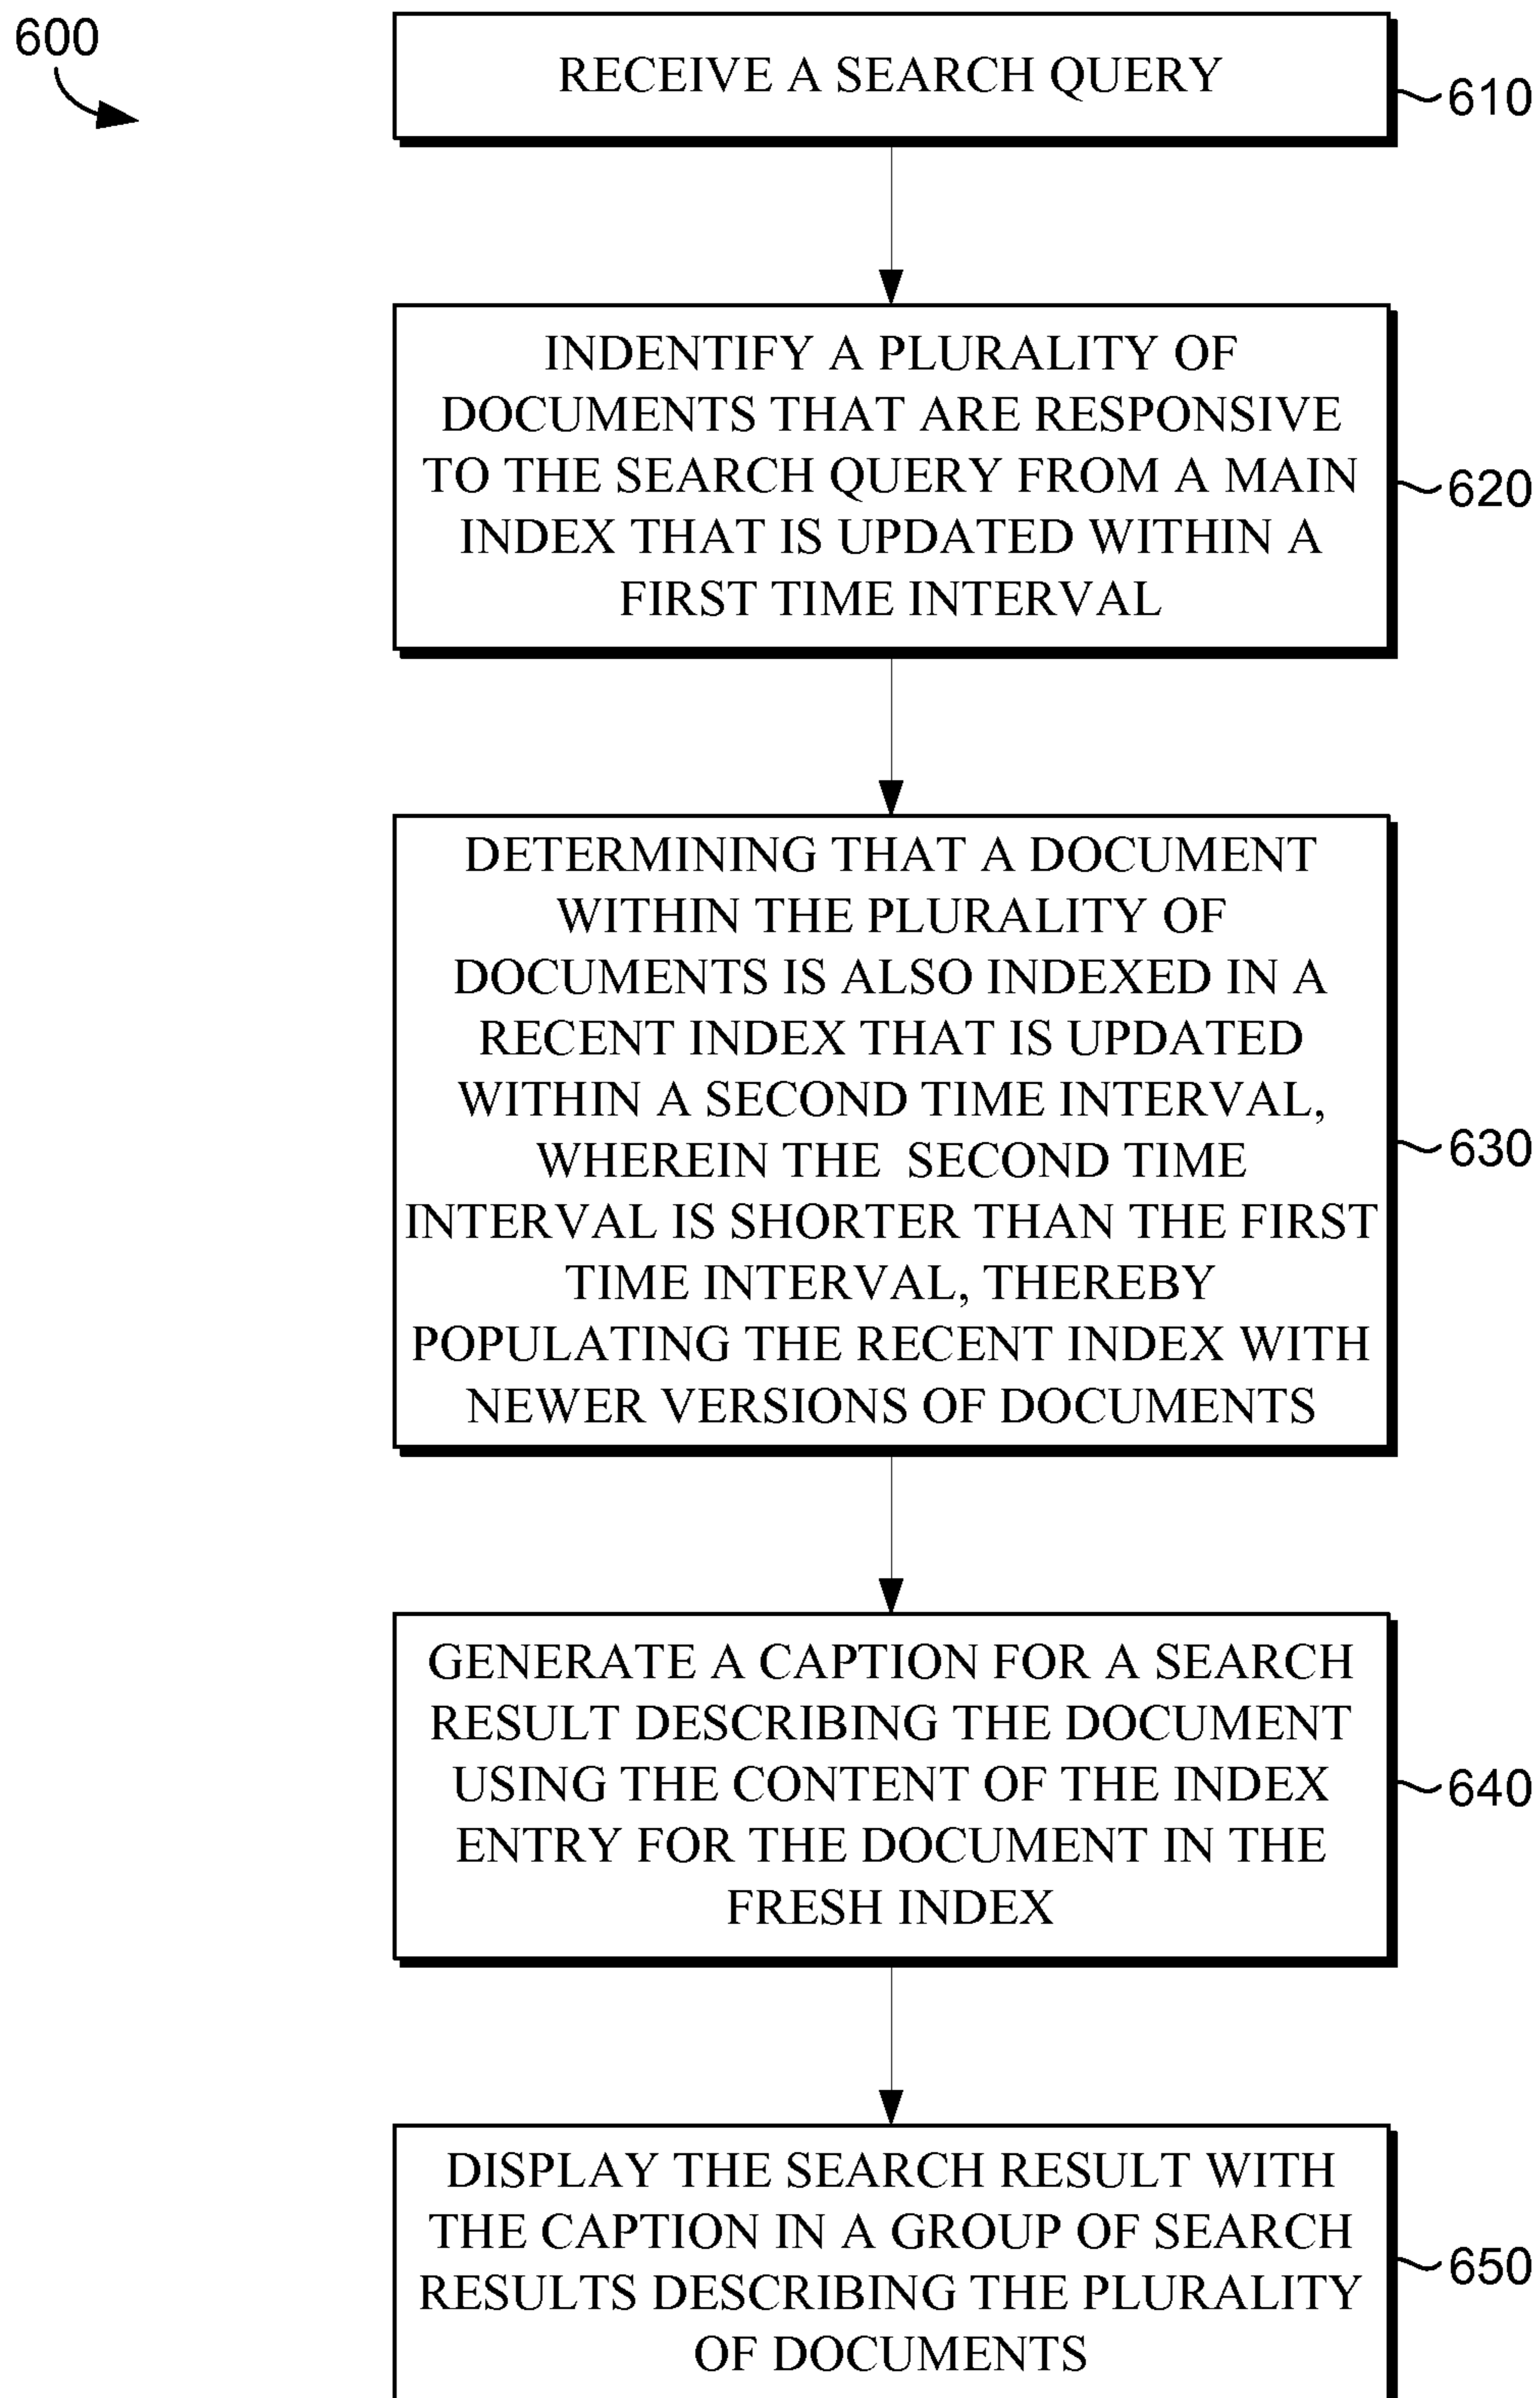 600
RECEIVE A SEARCH QUERY
610
INDENTIFY A PLURALITY OF
DOCUMENTS THAT ARE RESPONSIVE
TO THE SEARCH QUERY FROM A MAIN
INDEX THAT IS UPDATED WITHIN A
FIRST TIME INTERVAL
620
DETERMINING THAT A DOCUMENT
WITHIN THE PLURALITY OF
DOCUMENTS IS ALSO INDEXED IN A
RECENT INDEX THAT IS UPDATED
WITHIN A SECOND TIME INTERVAL,
WHEREIN THE SECOND TIME
INTERVAL IS SHORTER THAN THE FIRST
TIME INTERVAL, THEREBY
POPULATING THE RECENT INDEX WITH
NEWER VERSIONS OF DOCUMENTS
630
GENERATE A CAPTION FOR A SEARCH
RESULT DESCRIBING THE DOCUMENT
USING THE CONTENT OF THE INDEX
ENTRY FOR THE DOCUMENT IN THE
FRESH INDEX
640
DISPLAY THE SEARCH RESULT WITH
THE CAPTION IN A GROUP OF SEARCH
RESULTS DESCRIBING THE PLURALITY
OF DOCUMENTS
650